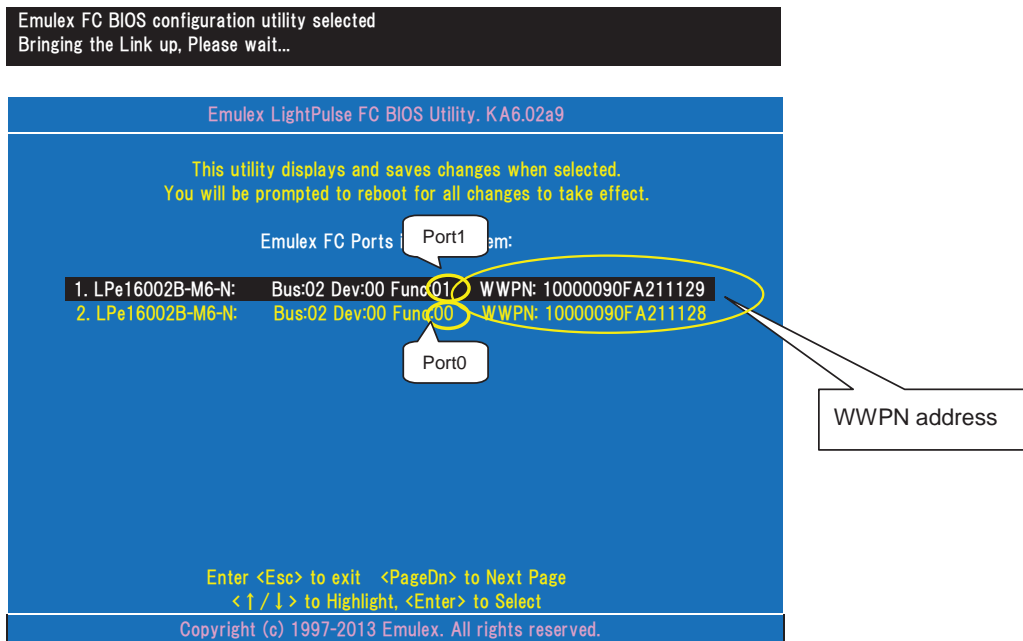 Emulex FC BIOS configuration utility selected
Bringing the Link up, Please wait...
Emulex LightPulse FC BIOS Utility. KA6.02a9
This utility displays and saves changes when selected.
You will be prompted to reboot for all changes to take effect.
Port1
Emulex FC Ports em:
1. LPe16002B-M6-N: Bus:02 Dev:00 Func:01 WWPN: 10000090FA211129
2. LPe16002B-M6-N: Bus:02 Dev:00 Func:00 WWPN: 10000090FA211128
Port0
WWPN address
Enter <Esc> to exit <PageDn> to Next Page
<↑/↓> to Highlight, <Enter> to Select
Copyright (c) 1997-2013 Emulex. All rights reserved.